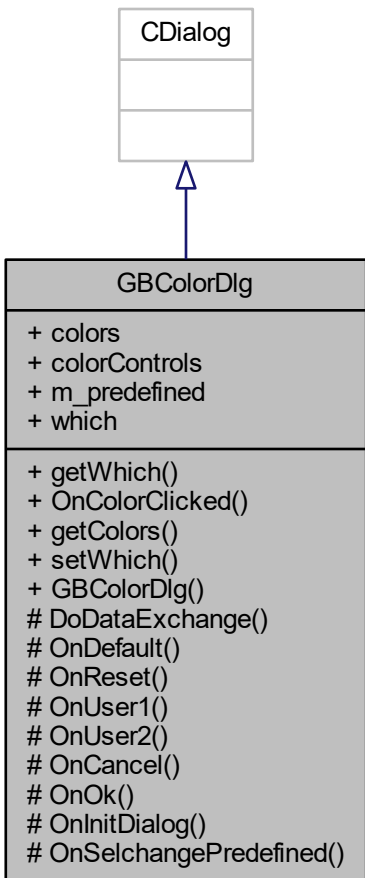 CDialog
GBColorDlg
+ colors
+ colorControls
+ m_predefined
+ which
+ getWhich()
+ OnColorClicked()
+ getColors()
+ setWhich()
+ GBColorDlg()
# DoDataExchange()
# OnDefault()
# OnReset()
# OnUser1()
# OnUser2()
# OnCancel()
# OnOk()
# OnInitDialog()
# OnSelchangePredefined()